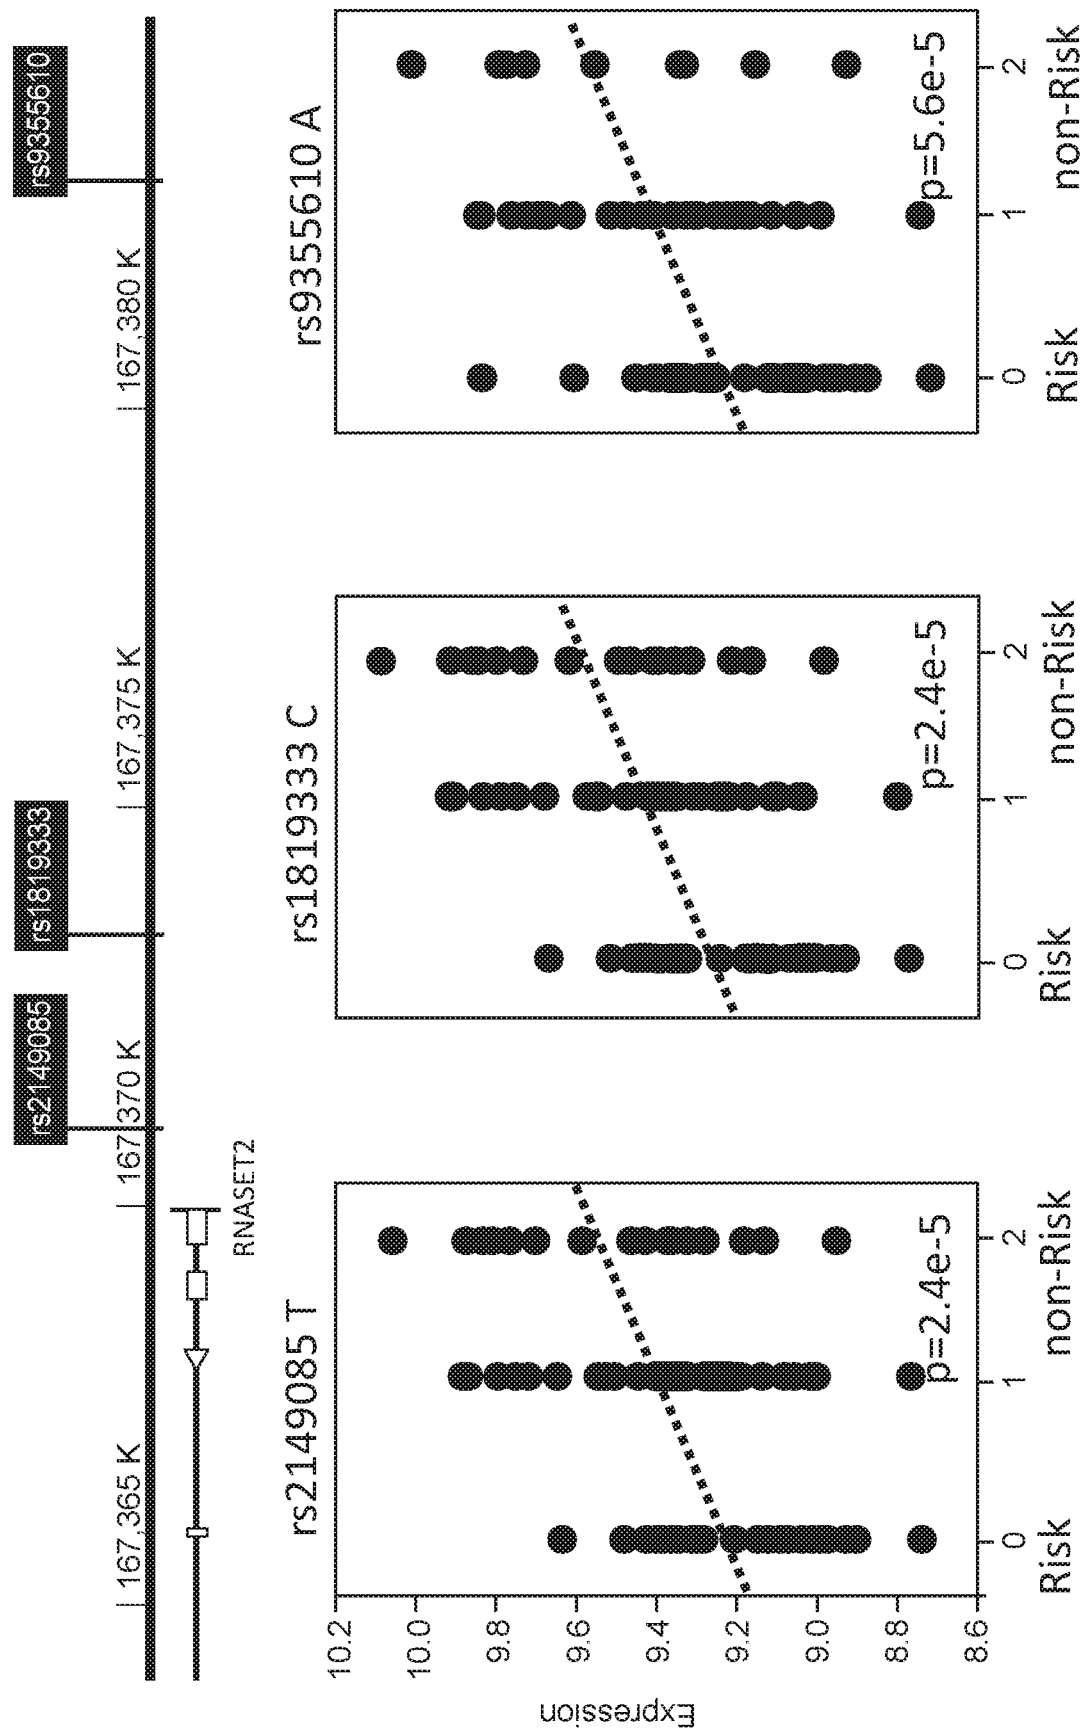 rs2149085 rs1819333 rs9355610
167,365 K 167,370 K 167,375 K 167,380 K
RNASET2
rs2149085 T
rs1819333 C
rs9355610 A
Expression
10.2
10.0
9.8
9.6
9.4
9.2
9.0
8.8
8.6
p=2.4e-5
p=2.4e-5
p=5.6e-5
0 1 2
0 1 2
0 1 2
Risk non-Risk
Risk non-Risk
Risk non-Risk